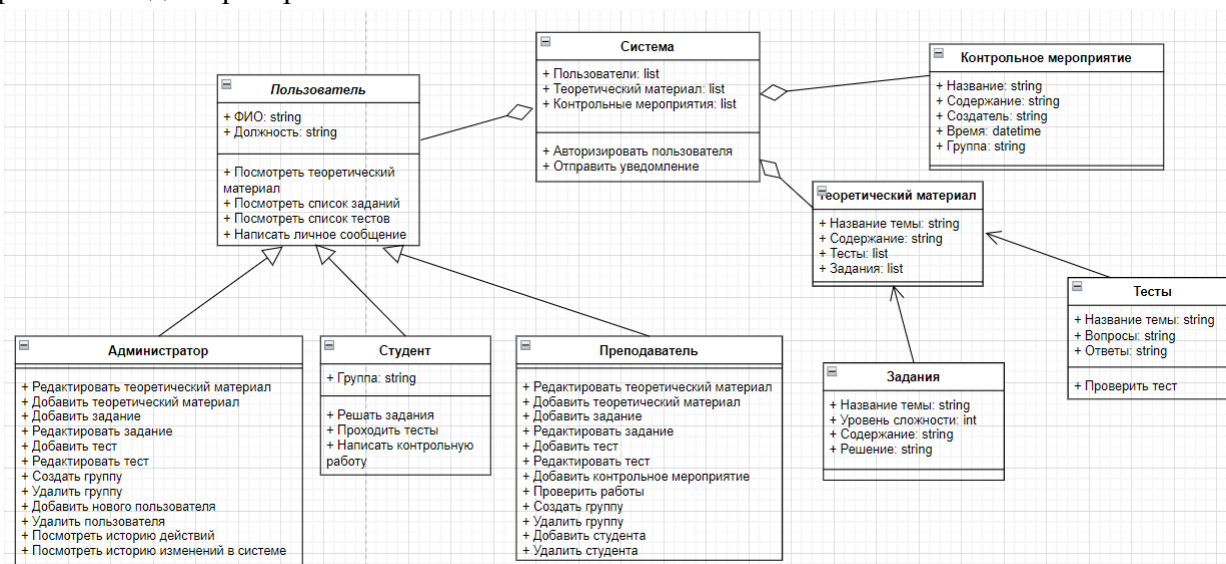 Система
+ Пользователи: list
+ Теоретический материал: list
+ Контрольные мероприятия: list
+ Авторизировать пользователя
+ Отправить уведомление
Контрольное мероприятие
+ Название: string
+ Содержание: string
+ Создатель: string
+ Время: datetime
+ Группа: string
Пользователь
+ ФИО: string
+ Должность: string
+ Посмотреть теоретический
материал
+ Посмотреть список заданий
+ Посмотреть список тестов
+ Написать личное сообщение
Теоретический материал
+ Название темы: string
+ Содержание: string
+ Тесты: list
+ Задания: list
Тесты
+ Название темы: string
+ Вопросы: string
+ Ответы: string
+ Проверить тест
Администратор
+ Редактировать теоретический материал
+ Добавить теоретический материал
+ Добавить задание
+ Редактировать задание
+ Добавить тест
+ Редактировать тест
+ Создать группу
+ Удалить группу
+ Добавить нового пользователя
+ Удалить пользователя
+ Посмотреть историю действий
+ Посмотреть историю изменений в системе
Студент
+ Группа: string
+ Решать задания
+ Проходить тесты
+ Написать контрольную
работу
Преподаватель
+ Редактировать теоретический материал
+ Добавить теоретический материал
+ Добавить задание
+ Редактировать задание
+ Добавить тест
+ Редактировать тест
+ Добавить контрольное мероприятие
+ Проверить работы
+ Создать группу
+ Удалить группу
+ Добавить студента
+ Удалить студента
Задания
+ Название темы: string
+ Уровень сложности: int
+ Содержание: string
+ Решение: string